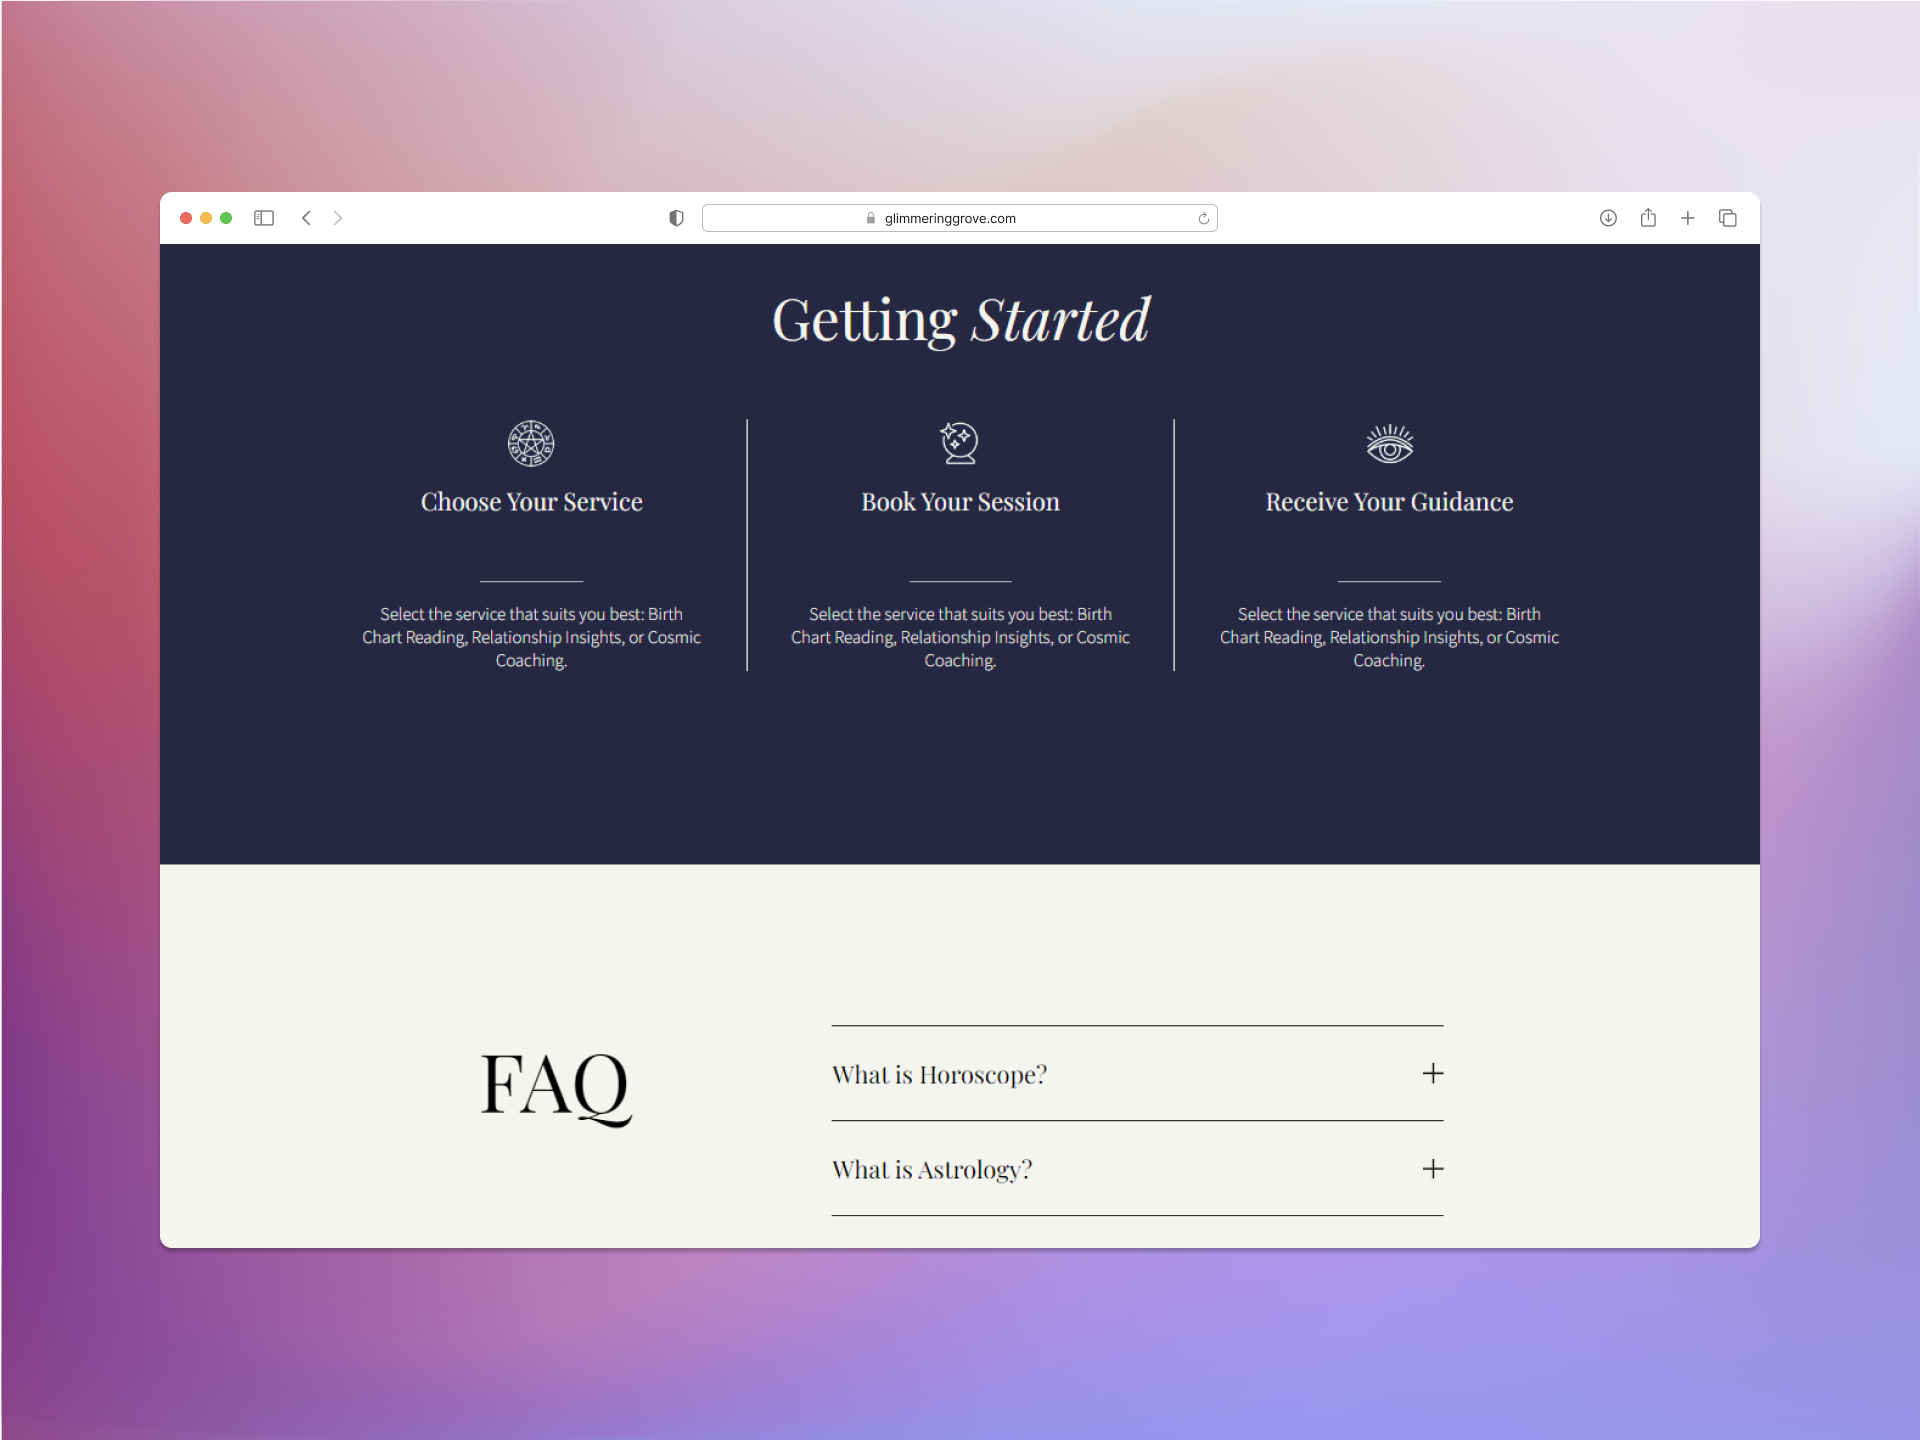 glimmeringgrove.com
Getting Started
Choose Your Service
Select the service that suits you best: Birth
Chart Reading, Relationship Insights, or Cosmic
Coaching.
Book Your Session
Select the service that suits you best: Birth
Chart Reading, Relationship Insights, or Cosmic
Coaching.
Receive Your Guidance
Select the service that suits you best: Birth
Chart Reading, Relationship Insights, or Cosmic
Coaching.
FAQ
What is Horoscope?
What is Astrology?